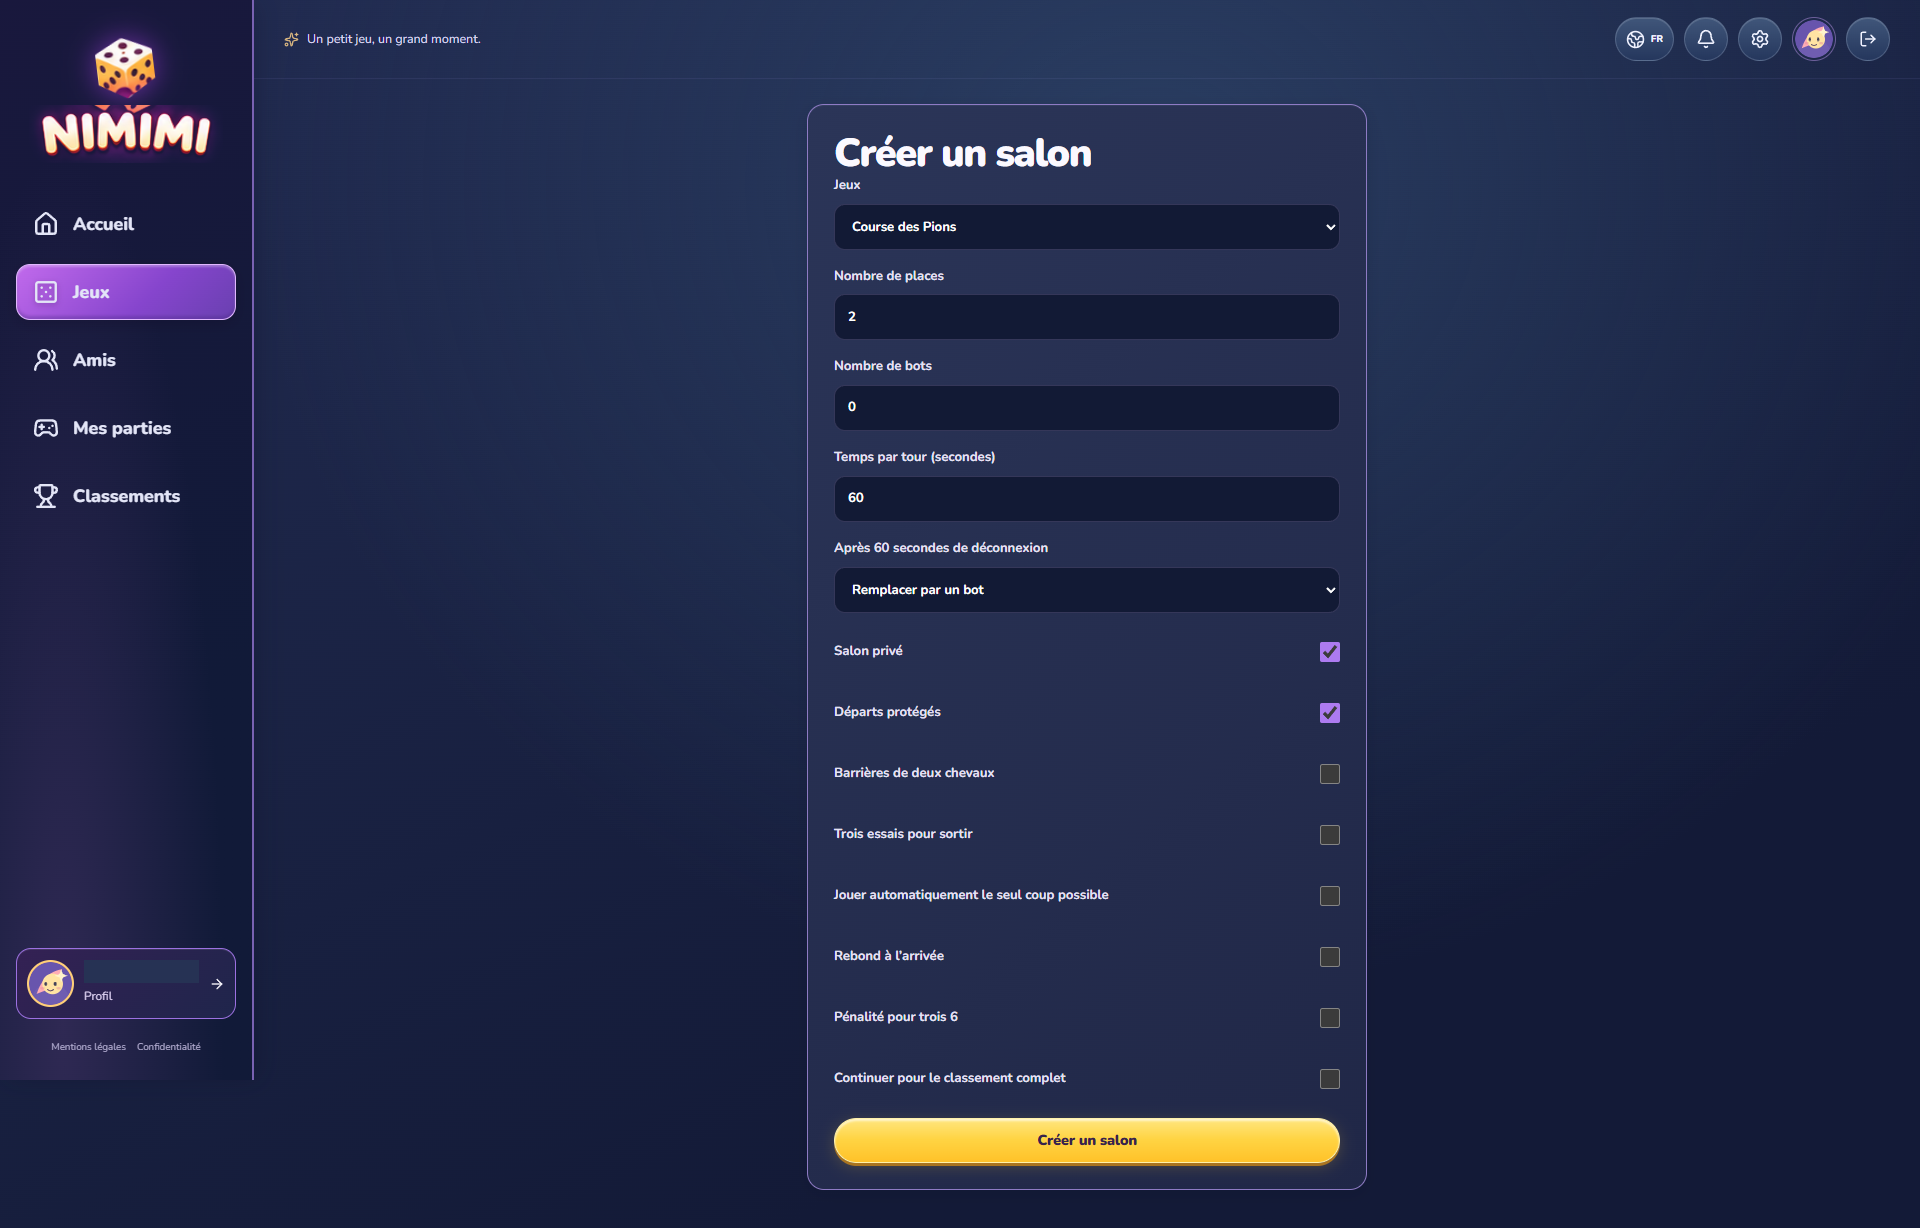 NIMIMI
Accueil
Jeux
Amis
Mes parties
Classements
Profil
Mentions légales Confidentialité
Un petit jeu, un grand moment.
FR
Créer un salon
Jeux
Course des Pions
Nombre de places
2
Nombre de bots
0
Temps par tour (secondes)
60
Après 60 secondes de déconnexion
Remplacer par un bot
Salon privé
Départs protégés
Barrières de deux chevaux
Trois essais pour sortir
Jouer automatiquement le seul coup possible
Rebond à l'arrivée
Pénalité pour trois 6
Continuer pour le classement complet
Créer un salon